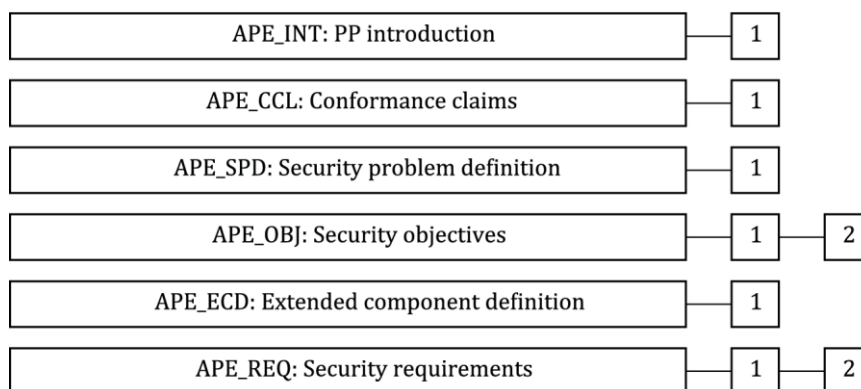 APE_INT: PP introduction 1
APE_CCL: Conformance claims 1
APE_SPD: Security problem definition 1
APE_OBJ: Security objectives 1 2
APE_ECD: Extended component definition 1
APE_REQ: Security requirements 1 2